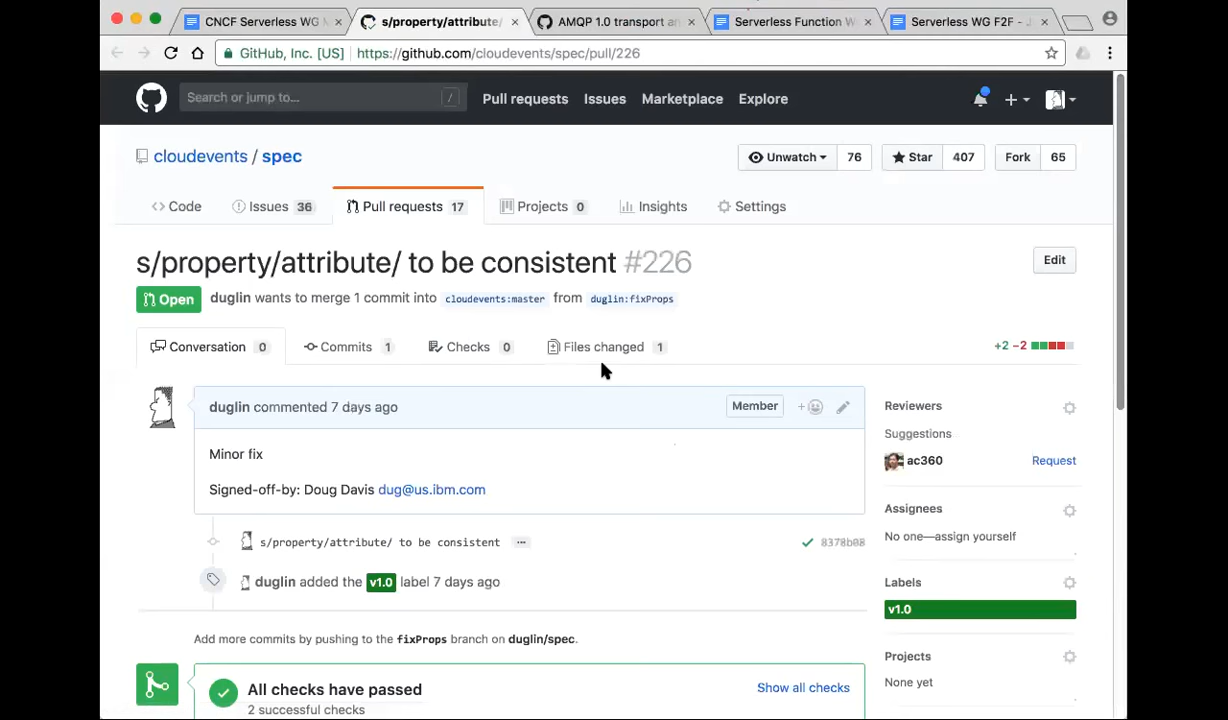 CNCF Serverless WG M
s/property/attribute/
AMQP 1.0 transport an
Serverless Function W
Serverless WG F2F - J
GitHub, Inc. [US] https://github.com/cloudevents/spec/pull/226
Search or jump to... /
Pull requests Issues Marketplace Explore
cloudevents / spec
Unwatch 76 Star 407 Fork 65
Code Issues 36 Pull requests 17 Projects 0 Insights Settings
s/property/attribute/ to be consistent #226
Edit
Open duglin wants to merge 1 commit into cloudevents:master from duglin:fixProps
Conversation 0 Commits 1 Checks 0 Files changed 1
+2 −2
duglin commented 7 days ago
Member
Minor fix
Signed-off-by: Doug Davis dug@us.ibm.com
s/property/attribute/ to be consistent ... 8378b08
duglin added the v1.0 label 7 days ago
Add more commits by pushing to the fixProps branch on duglin/spec.
All checks have passed
2 successful checks
Show all checks
Reviewers
Suggestions
ac360 Request
Assignees
No one—assign yourself
Labels
v1.0
Projects
None yet